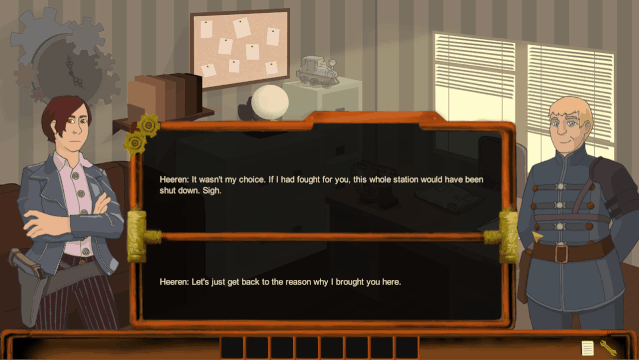 Heeren: It wasn't my choice. If I had fought for you, this whole station would have been
shut down. Sigh.
Heeren: Let's just get back to the reason why I brought you here.